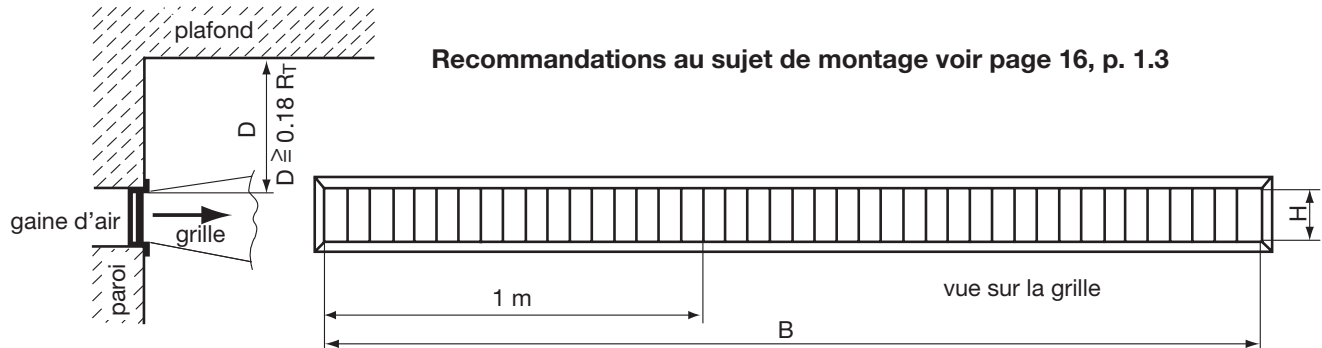 plafond
Recommandations au sujet de montage voir page 16, p. 1.3
D
D ≧ 0.18 RT
gaine d’air
grille
H
paroi
1 m
vue sur la grille
B